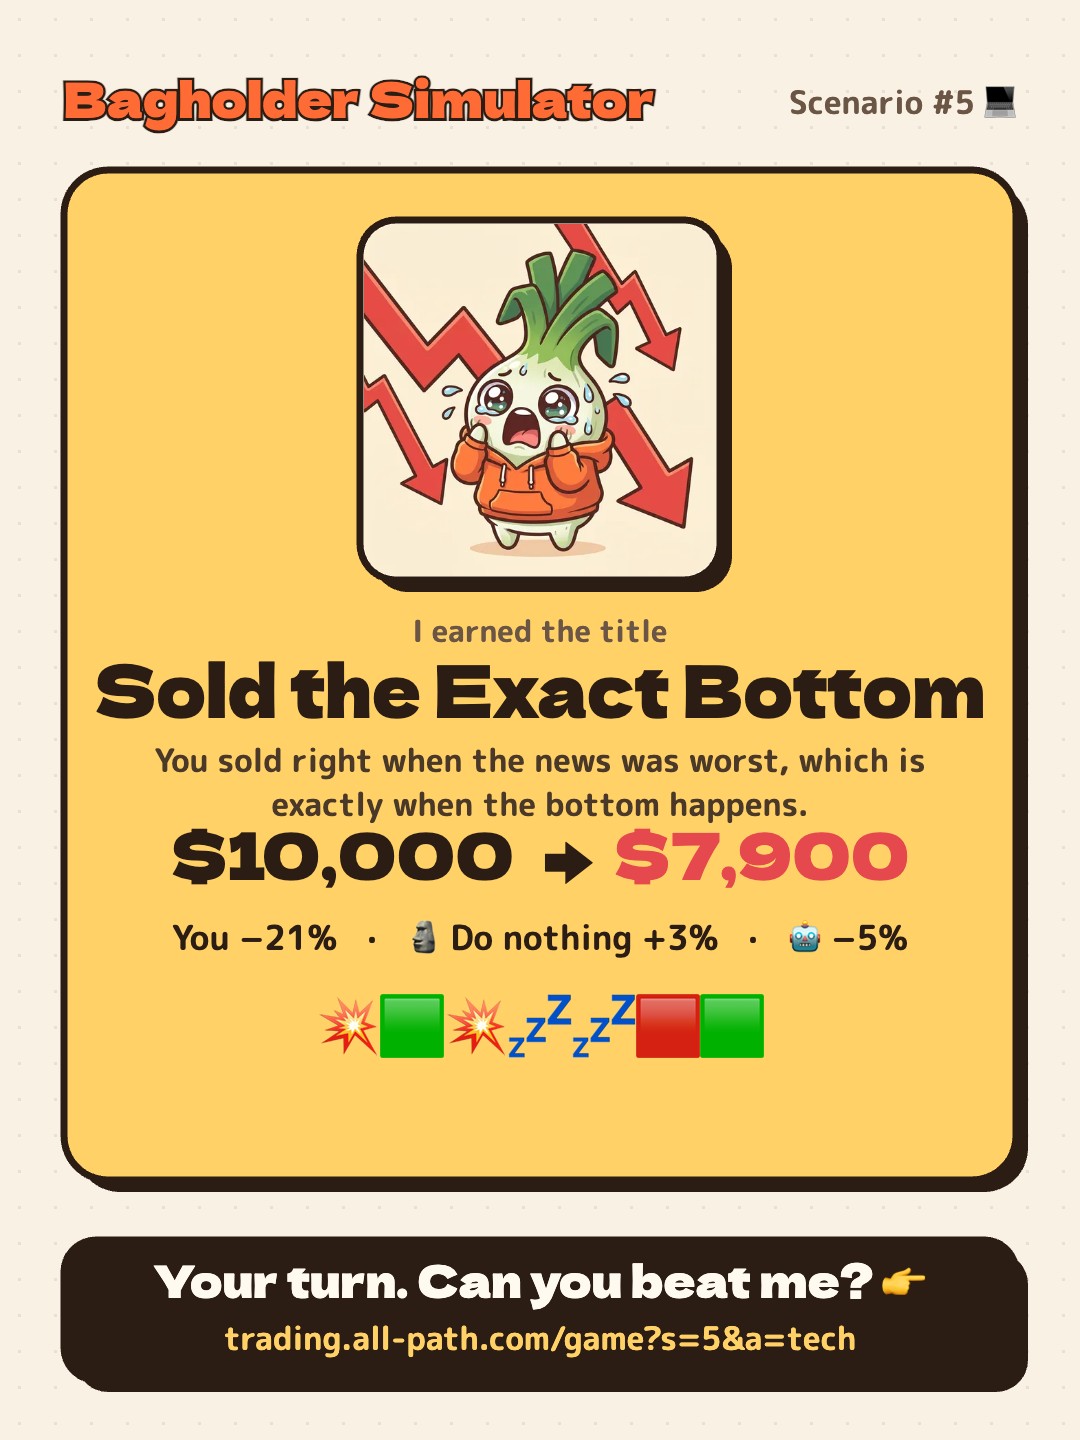 Bagholder Simulator
Scenario #5
I earned the title
Sold the Exact Bottom
You sold right when the news was worst, which is
exactly when the bottom happens.
$10,000 → $7,900
You −21% · 🗿 Do nothing +3% · 🤖 −5%
Your turn. Can you beat me? 👉
trading.all-path.com/game?s=5&a=tech